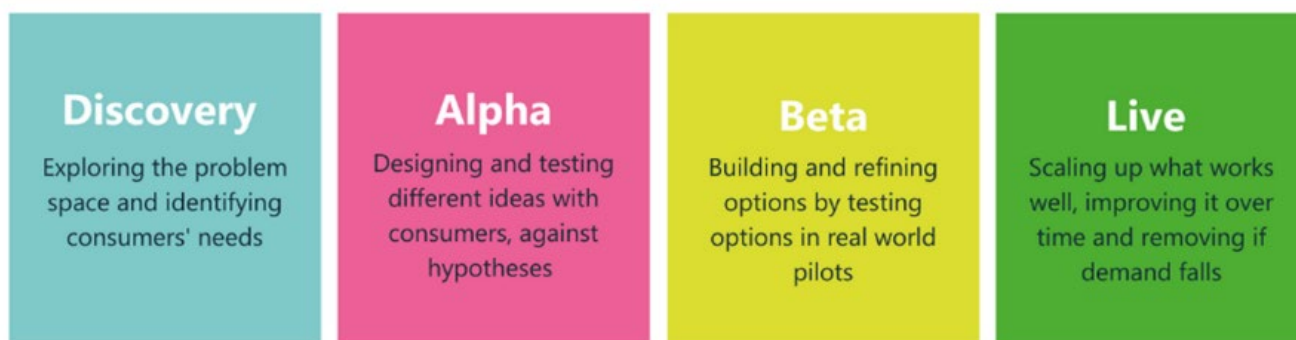 Discovery
Exploring the problem
space and identifying
consumers' needs
Alpha
Designing and testing
different ideas with
consumers, against
hypotheses
Beta
Building and refining
options by testing
options in real world
pilots
Live
Scaling up what works
well, improving it over
time and removing if
demand falls